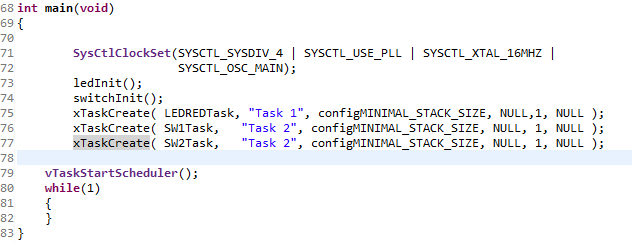 68 int main(void)
69 {
70
71 SysCtlClockSet(SYSCTL_SYSDIV_4 | SYSCTL_USE_PLL | SYSCTL_XTAL_16MHZ |
72 SYSCTL_OSC_MAIN);
73 ledInit();
74 switchInit();
75 xTaskCreate( LEDREDTask, "Task 1", configMINIMAL_STACK_SIZE, NULL,1, NULL );
76 xTaskCreate( SW1Task,   "Task 2", configMINIMAL_STACK_SIZE, NULL, 1, NULL );
77 xTaskCreate( SW2Task,   "Task 2", configMINIMAL_STACK_SIZE, NULL, 1, NULL );
78
79 vTaskStartScheduler();
80 while(1)
81 {
82 }
83 }